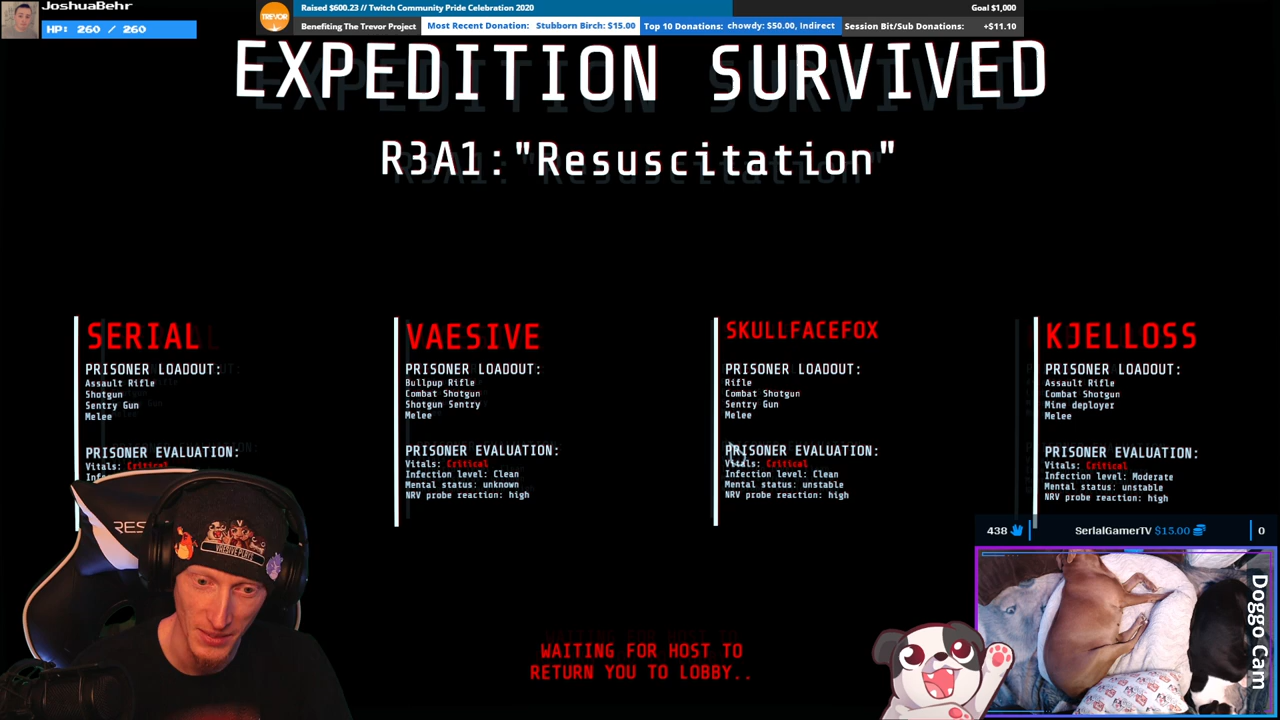 JoshuaBehr
HP: 260 / 260
TREVOR
Raised $600.23 // Twitch Community Pride Celebration 2020
Goal $1,000
Benefiting The Trevor Project
Most Recent Donation: Stubborn Birch: $15.00
Top 10 Donations: chowdy: $50.00, Indirect
Session Bit/Sub Donations: +$11.10
EXPEDITION SURVIVED
R3A1:"Resuscitation"
SERIAL
PRISONER LOADOUT:
Assault Rifle
Shotgun
Sentry Gun
Melee
PRISONER EVALUATION:
Vitals: Critical
VAESIVE
PRISONER LOADOUT:
Bullpup Rifle
Combat Shotgun
Shotgun Sentry
Melee
PRISONER EVALUATION:
Vitals: Critical
Infection level: Clean
Mental status: unknown
NRV probe reaction: high
SKULLFACEFOX
PRISONER LOADOUT:
Rifle
Combat Shotgun
Sentry Gun
Melee
PRISONER EVALUATION:
Vitals: Critical
Infection level: Clean
Mental status: unstable
NRV probe reaction: high
KJELLOSS
PRISONER LOADOUT:
Assault Rifle
Combat Shotgun
Mine deployer
Melee
PRISONER EVALUATION:
Vitals: Critical
Infection level: Moderate
Mental status: unstable
NRV probe reaction: high
WAITING FOR HOST TO
RETURN YOU TO LOBBY..
438
SerialGamerTV $15.00
0
Doggo Cam